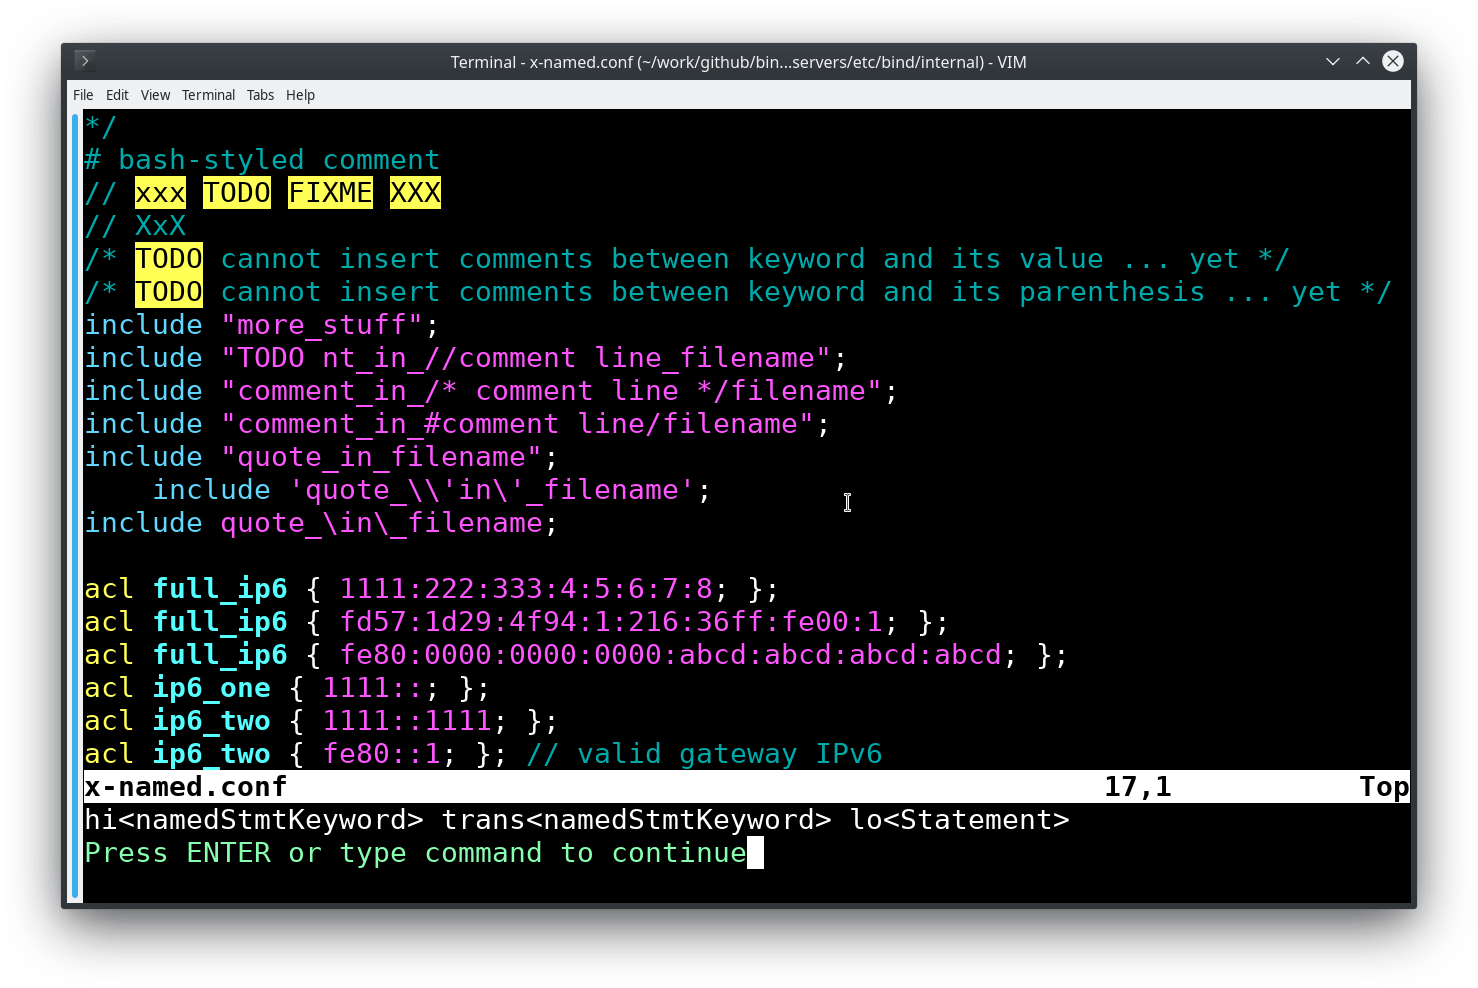 Terminal - x-named.conf (~/work/github/bin...servers/etc/bind/internal) - VIM
File Edit View Terminal Tabs Help
*/
# bash-styled comment
// xxx TODO FIXME XXX
// XxX
/* TODO cannot insert comments between keyword and its value ... yet */
/* TODO cannot insert comments between keyword and its parenthesis ... yet */
include "more_stuff";
include "TODO nt_in_//comment line_filename";
include "comment_in_/* comment line */filename";
include "comment_in_#comment line/filename";
include "quote_in_filename";
    include 'quote_\\'in\'_filename';
include quote_\in\_filename;
acl full_ip6 { 1111:222:333:4:5:6:7:8; };
acl full_ip6 { fd57:1d29:4f94:1:216:36ff:fe00:1; };
acl full_ip6 { fe80:0000:0000:0000:abcd:abcd:abcd:abcd; };
acl ip6_one { 1111::; };
acl ip6_two { 1111::1111; };
acl ip6_two { fe80::1; }; // valid gateway IPv6
x-named.conf 17,1 Top
hi<namedStmtKeyword> trans<namedStmtKeyword> lo<Statement>
Press ENTER or type command to continue